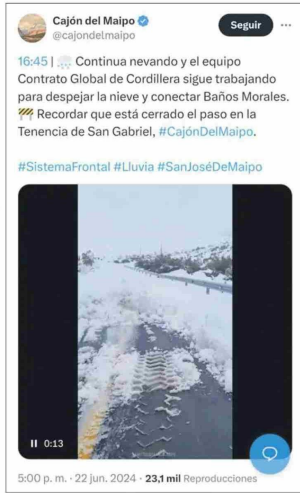 Cajón del Maipo
Seguir
@cajondelmaipo
16:45 | 🌨️ Continua nevando y el equipo
Contrato Global de Cordillera sigue trabajando
para despejar la nieve y conectar Baños Morales.
🚧 Recordar que está cerrado el paso en la
Tenencia de San Gabriel, #CajónDelMaipo.
#SistemaFrontal #Lluvia #SanJoséDeMaipo
0:13
5:00 p. m. · 22 jun. 2024 · 23,1 mil Reproducciones